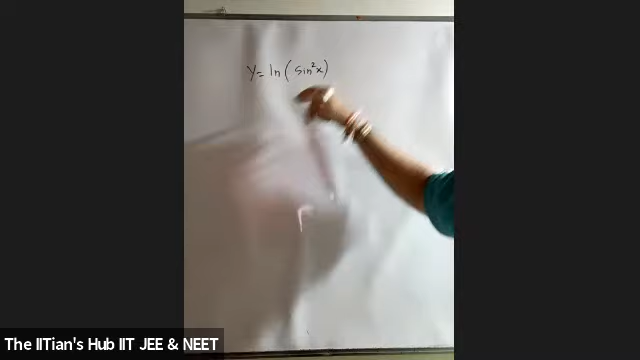 y = ln(sin²x)
The IITian's Hub IIT JEE & NEET